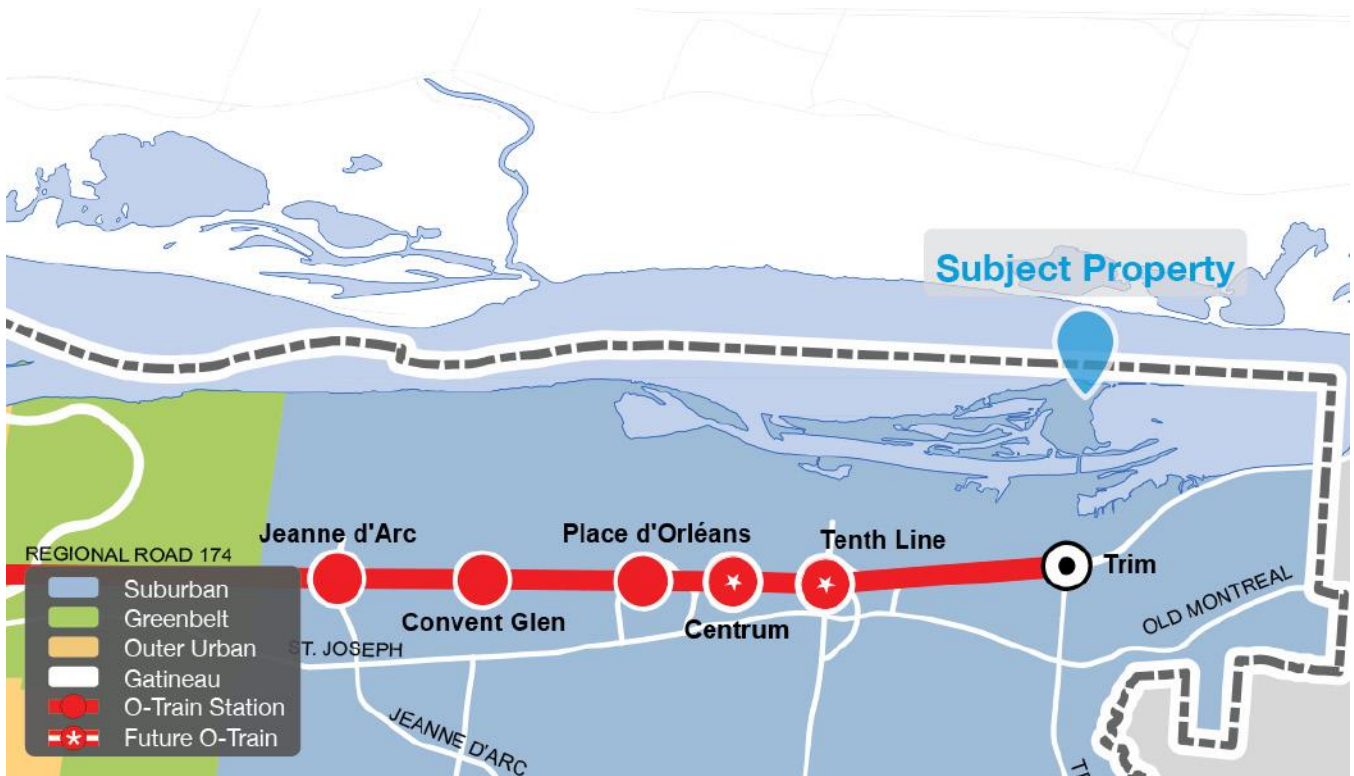 Subject Property
Jeanne d'Arc
Place d'Orléans
Tenth Line
Trim
REGIONAL ROAD 174
Convent Glen
Centrum
OLD MONTREAL
ST. JOSEPH
JEANNE D'ARC
Suburban
Greenbelt
Outer Urban
Gatineau
O-Train Station
Future O-Train